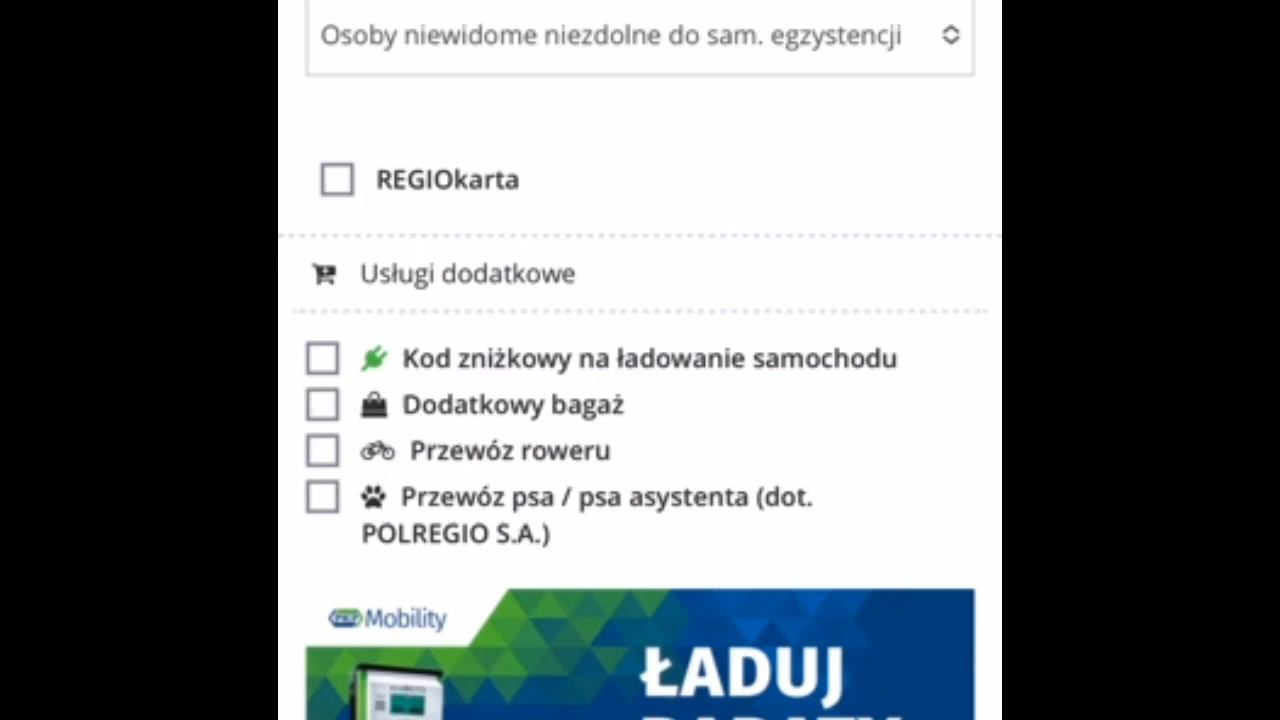 Osoby niewidome niezdolne do sam. egzystencji
REGIOkarta
Usługi dodatkowe
Kod zniżkowy na ładowanie samochodu
Dodatkowy bagaż
Przewóz roweru
Przewóz psa / psa asystenta (dot.
POLREGIO S.A.)
PKP Mobility
ŁADUJ